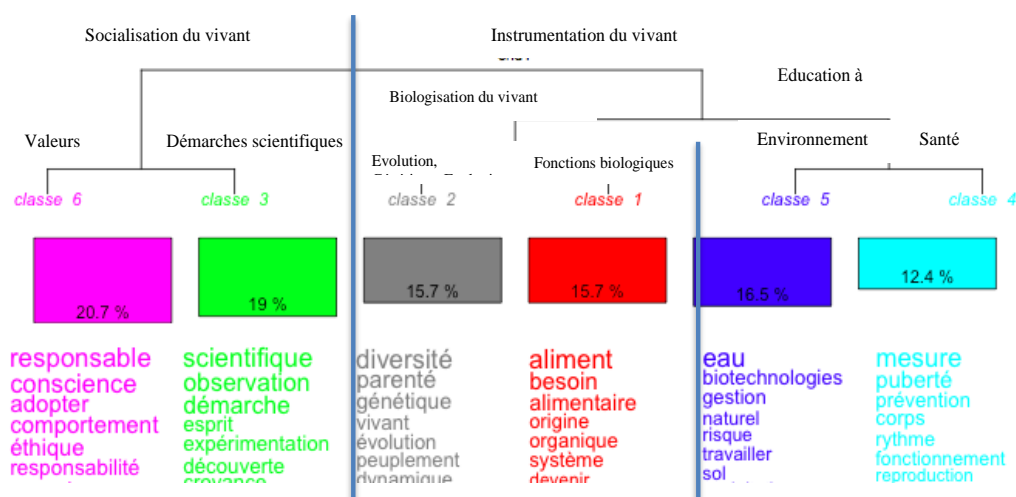 Socialisation du vivant
Instrumentation du vivant
Education à
Biologisation du vivant
Valeurs
Démarches scientifiques
Evolution,
Fonctions biologiques
Environnement
Santé
classe 6
classe 3
classe 2
classe 1
classe 5
classe 4
20.7 %
19 %
15.7 %
15.7 %
16.5 %
12.4 %
responsable
conscience
adopter
comportement
éthique
responsabilité
scientifique
observation
démarche
esprit
expérimentation
découverte
croyance
diversité
parenté
génétique
vivant
évolution
peuplement
dynamique
aliment
besoin
alimentaire
origine
organique
système
devenir
eau
biotechnologies
gestion
naturel
risque
travailler
sol
mesure
puberté
prévention
corps
rythme
fonctionnement
reproduction